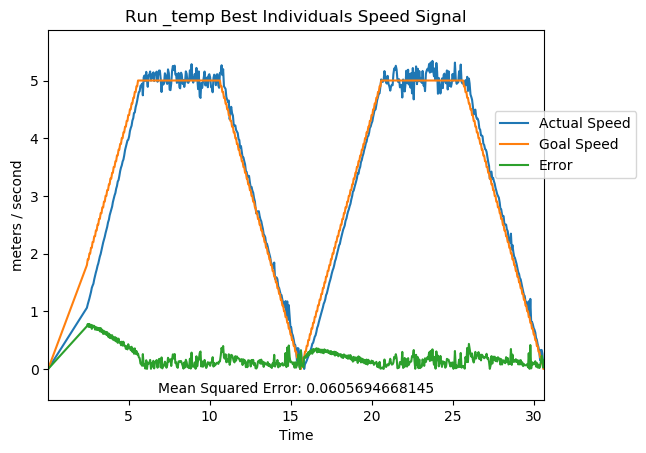 Run _temp Best Individuals Speed Signal
meters / second
5
4
3
2
1
0
Actual Speed
Goal Speed
Error
Mean Squared Error: 0.0605694668145
5 10 15 20 25 30
Time